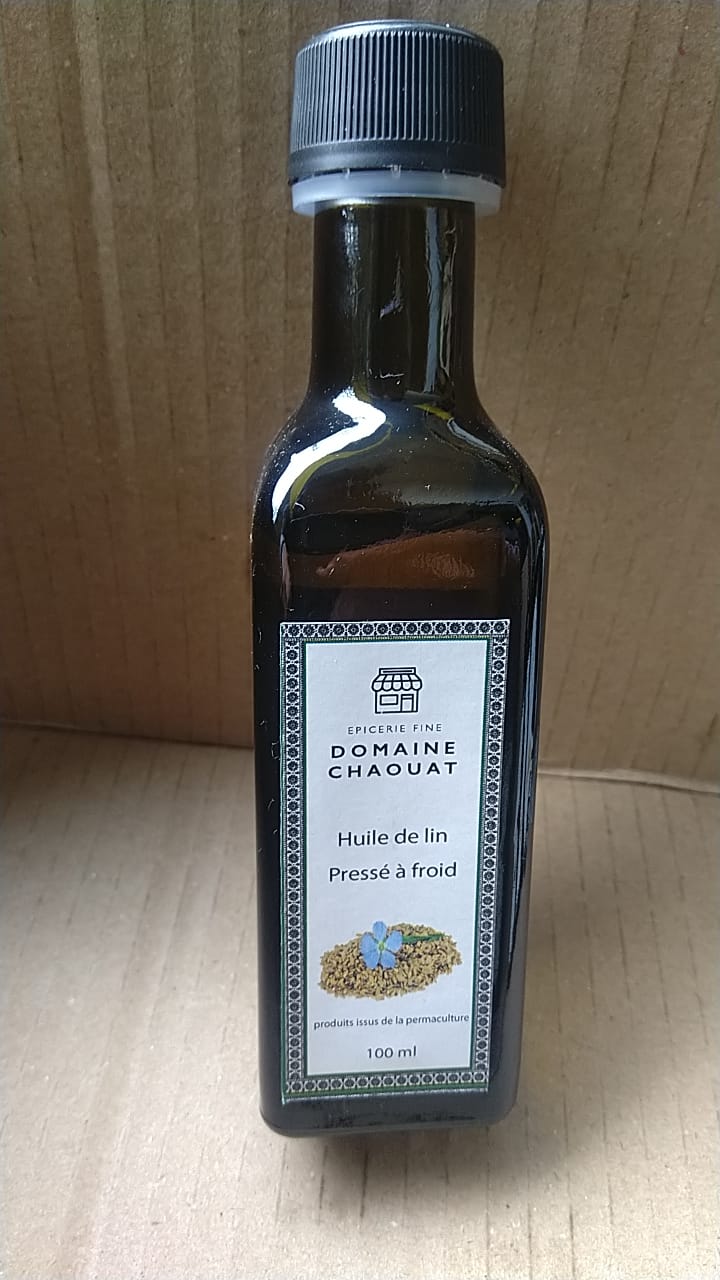 EPICERIE FINE
DOMAINE
CHAOUAT
Huile de lin
Pressé à froid
produits issus de la permaculture
100 ml